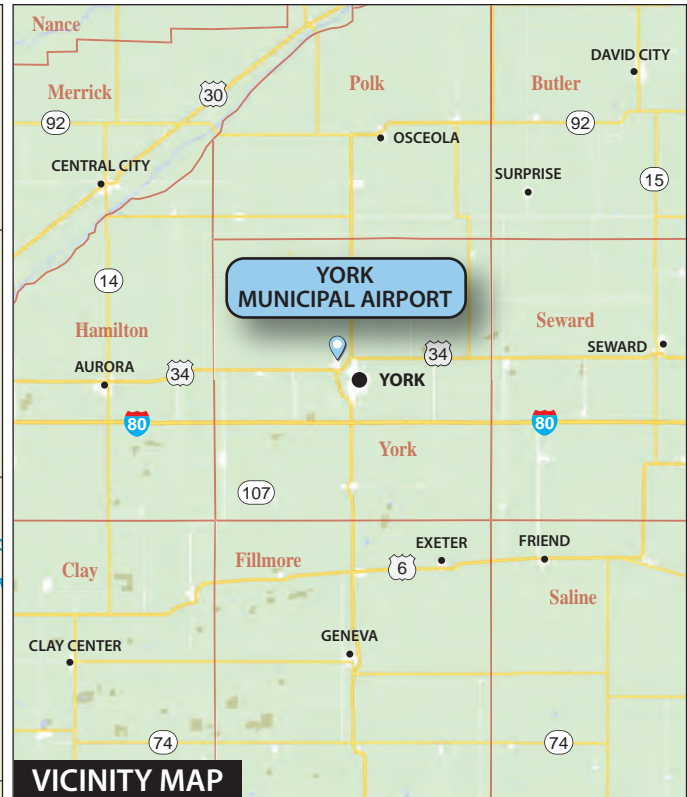 Nance
DAVID CITY
Merrick
30
Polk
Butler
92
92
OSCEOLA
CENTRAL CITY
SURPRISE
15
14
YORK
MUNICIPAL AIRPORT
Hamilton
Seward
SEWARD
34
AURORA
34
YORK
80
80
York
107
EXETER
FRIEND
Clay
Fillmore
6
Saline
CLAY CENTER
GENEVA
74
74
VICINITY MAP